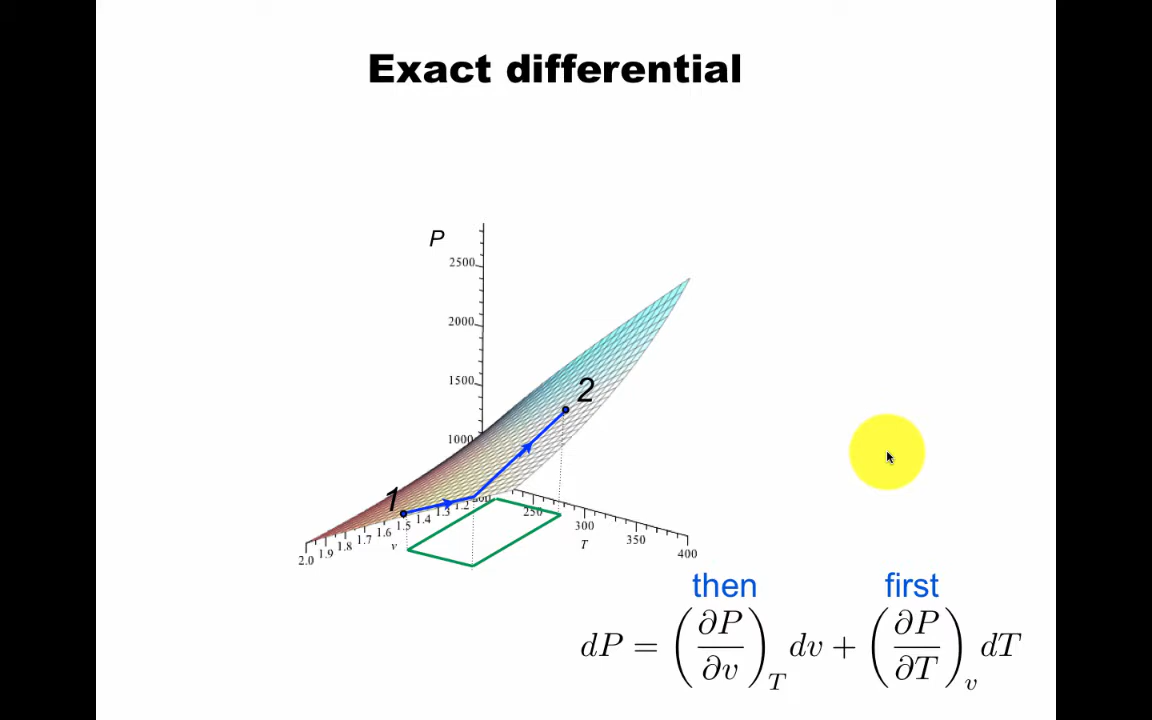 Exact differential
P
2500
2000
1500
1000
2
1
2.0 1.9 1.8 1.7 1.6 1.5 1.4 1.3 1.2
v
250 300 350 400
T
then first
dP = (∂P/∂v)_T dv + (∂P/∂T)_v dT